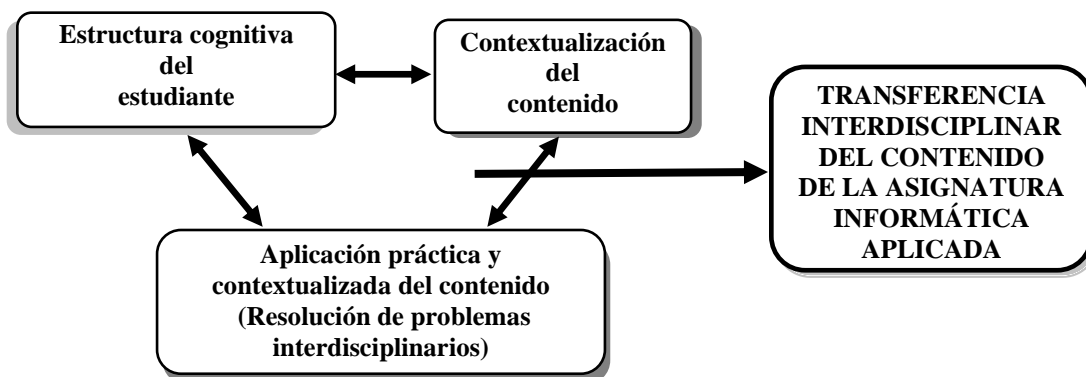 Estructura cognitiva
del
estudiante
Contextualización
del
contenido
TRANSFERENCIA
INTERDISCIPLINAR
DEL CONTENIDO
DE LA ASIGNATURA
INFORMÁTICA
APLICADA
Aplicación práctica y
contextualizada del contenido
(Resolución de problemas
interdisciplinarios)